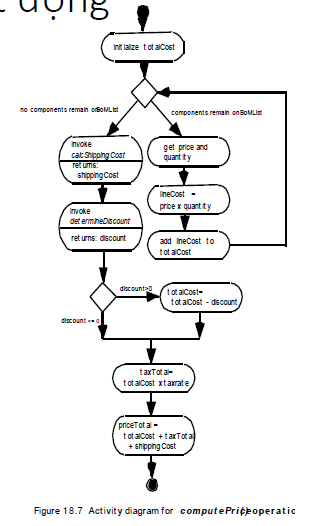 động
initialize totalCost
no components remain on BoMList
components remain on BoMList
invoke
calcShippingCost
returns:
shippingCost
get price and
quantity
lineCost =
price x quantity
invoke
determineDiscount
returns: discount
add lineCost to
totalCost
discount>0
totalCost=
totalCost - discount
discount <= 0
taxTotal=
totalCost x taxrate
priceTotal =
totalCost + taxTotal
+ shippingCost
Figure 18.7 Activity diagram for computePrice()